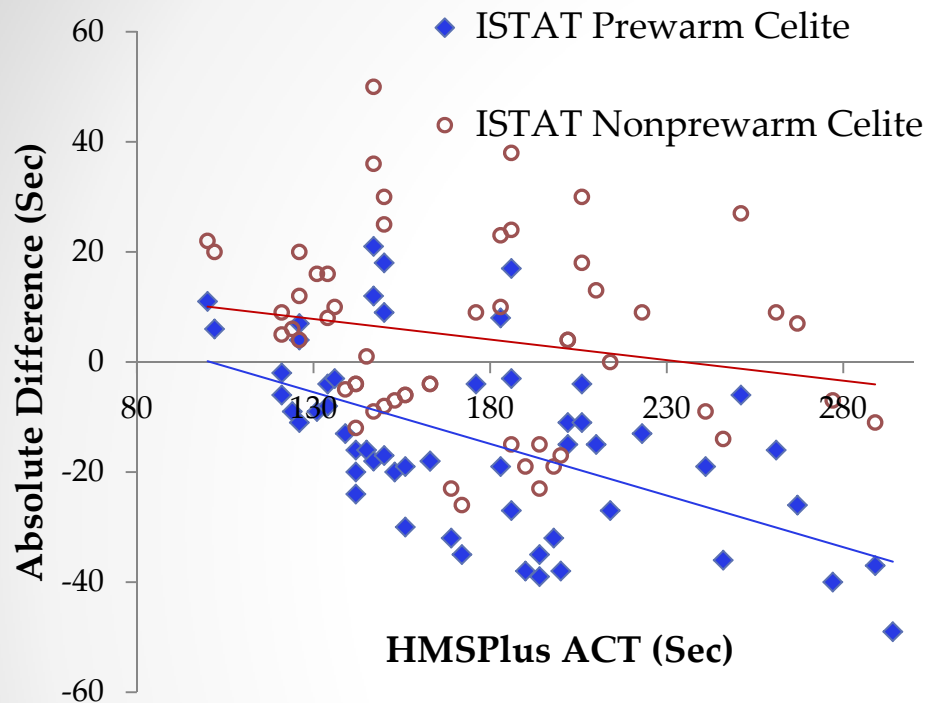 60
ISTAT Prewarm Celite
40
ISTAT Nonprewarm Celite
20
0
80 130 180 230 280
-20
-40
-60
Absolute Difference (Sec)
HMSPlus ACT (Sec)